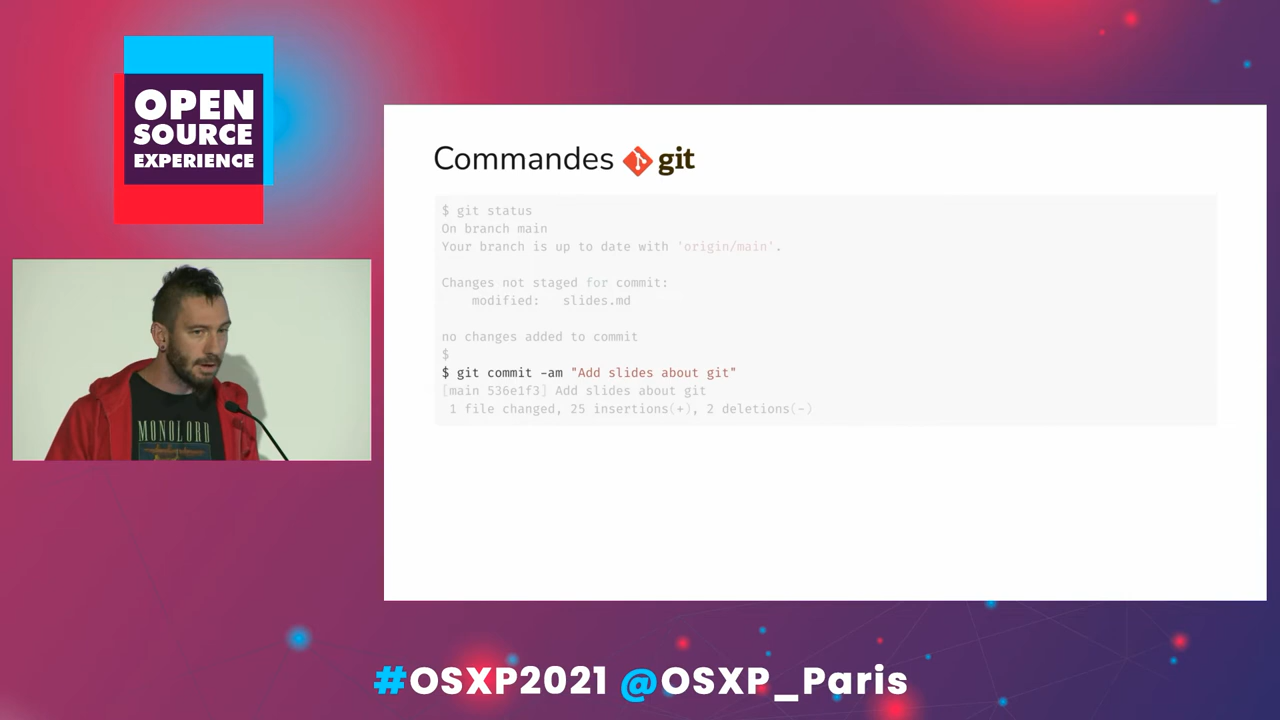 OPEN
SOURCE
EXPERIENCE
Commandes git
$ git status
On branch main
Your branch is up to date with 'origin/main'.
Changes not staged for commit:
modified:   slides.md
no changes added to commit
$
$ git commit -am "Add slides about git"
[main 536e1f3] Add slides about git
1 file changed, 25 insertions(+), 2 deletions(-)
MONOLORD
#OSXP2021 @OSXP_Paris